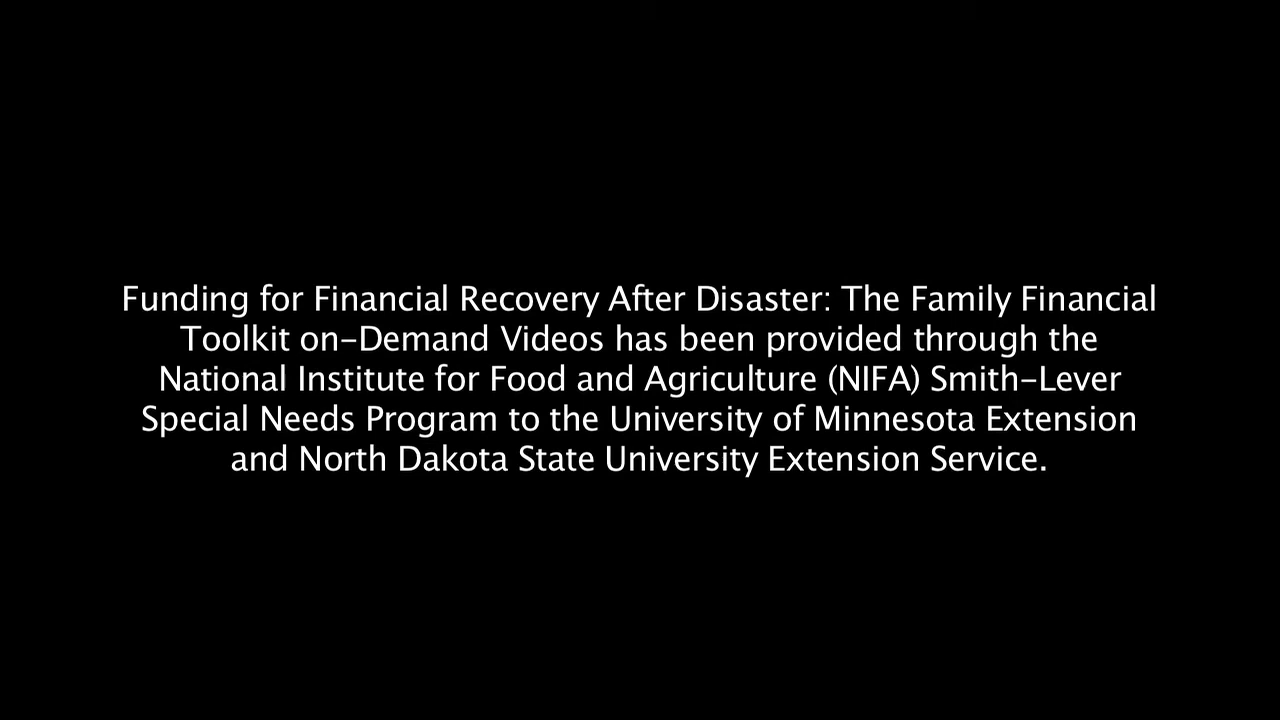 Funding for Financial Recovery After Disaster: The Family Financial
Toolkit on-Demand Videos has been provided through the
National Institute for Food and Agriculture (NIFA) Smith-Lever
Special Needs Program to the University of Minnesota Extension
and North Dakota State University Extension Service.